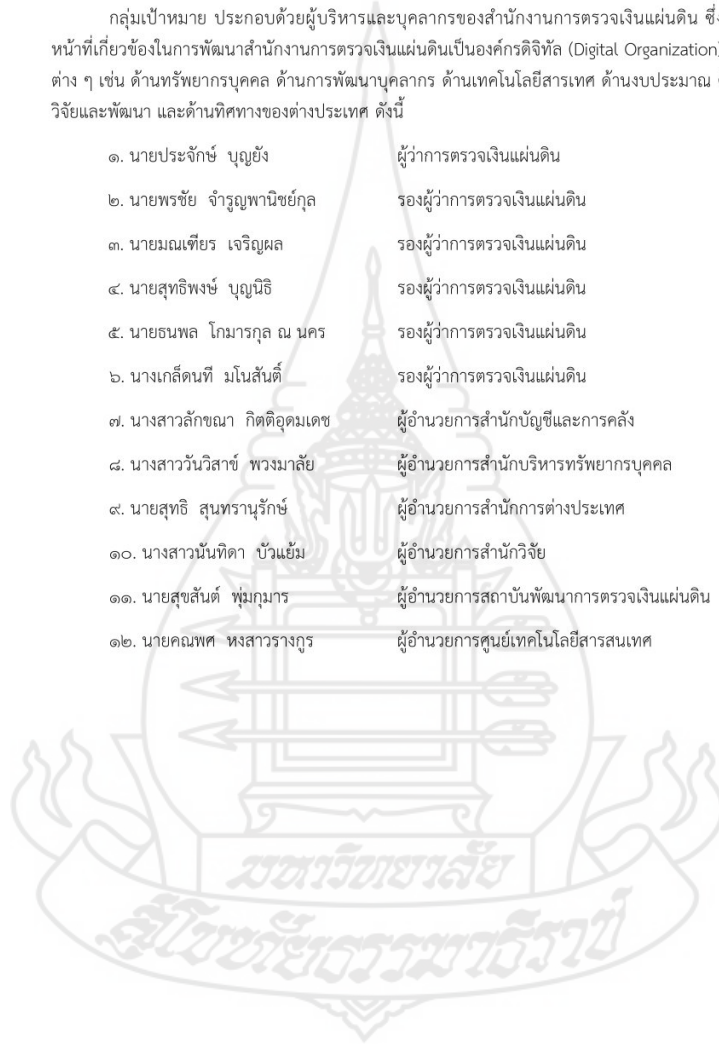 กลุ่มเป้าหมาย ประกอบด้วยผู้บริหารและบุคลากรของสำนักงานการตรวจเงินแผ่นดิน ซึ่ง
หน้าที่เกี่ยวข้องในการพัฒนาสำนักงานการตรวจเงินแผ่นดินเป็นองค์กรดิจิทัล (Digital Organization)
ต่าง ๆ เช่น ด้านทรัพยากรบุคคล ด้านการพัฒนาบุคลากร ด้านเทคโนโลยีสารเทศ ด้านงบประมาณ
วิจัยและพัฒนา และด้านทิศทางของต่างประเทศ ดังนี้
๑. นายประจักษ์ บุญยัง ผู้ว่าการตรวจเงินแผ่นดิน
๒. นายพรชัย จำรูญพานิชย์กุล รองผู้ว่าการตรวจเงินแผ่นดิน
๓. นายมณเฑียร เจริญผล รองผู้ว่าการตรวจเงินแผ่นดิน
๔. นายสุทธิพงษ์ บุญนิธิ รองผู้ว่าการตรวจเงินแผ่นดิน
๕. นายธนพล โกมารกุล ณ นคร รองผู้ว่าการตรวจเงินแผ่นดิน
๖. นางเกล็ดนที มโนสันติ์ รองผู้ว่าการตรวจเงินแผ่นดิน
๗. นางสาวลักขณา กิตติอุดมเดช ผู้อำนวยการสำนักบัญชีและการคลัง
๘. นางสาววันวิสาข์ พวงมาลัย ผู้อำนวยการสำนักบริหารทรัพยากรบุคคล
๙. นายสุทธิ สุนทรานุรักษ์ ผู้อำนวยการสำนักการต่างประเทศ
๑๐. นางสาวนันทิดา บัวแย้ม ผู้อำนวยการสำนักวิจัย
๑๑. นายสุขสันต์ พุ่มกุมาร ผู้อำนวยการสถาบันพัฒนาการตรวจเงินแผ่นดิน
๑๒. นายคณพศ หงสาวรางกูร ผู้อำนวยการศูนย์เทคโนโลยีสารสนเทศ
มหาวิทยาลัย
สุโขทัยธรรมาธิราช